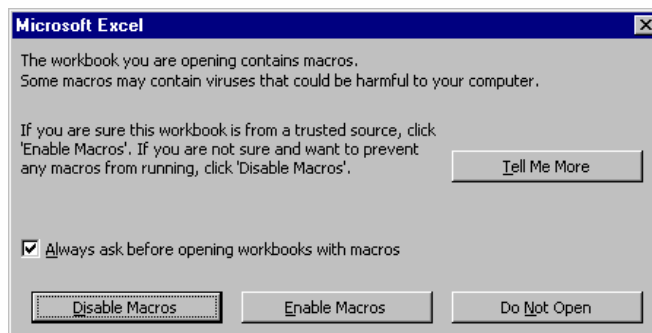 Microsoft Excel
The workbook you are opening contains macros.
Some macros may contain viruses that could be harmful to your computer.
If you are sure this workbook is from a trusted source, click
'Enable Macros'. If you are not sure and want to prevent
any macros from running, click 'Disable Macros'.
Tell Me More
Always ask before opening workbooks with macros
Disable Macros
Enable Macros
Do Not Open